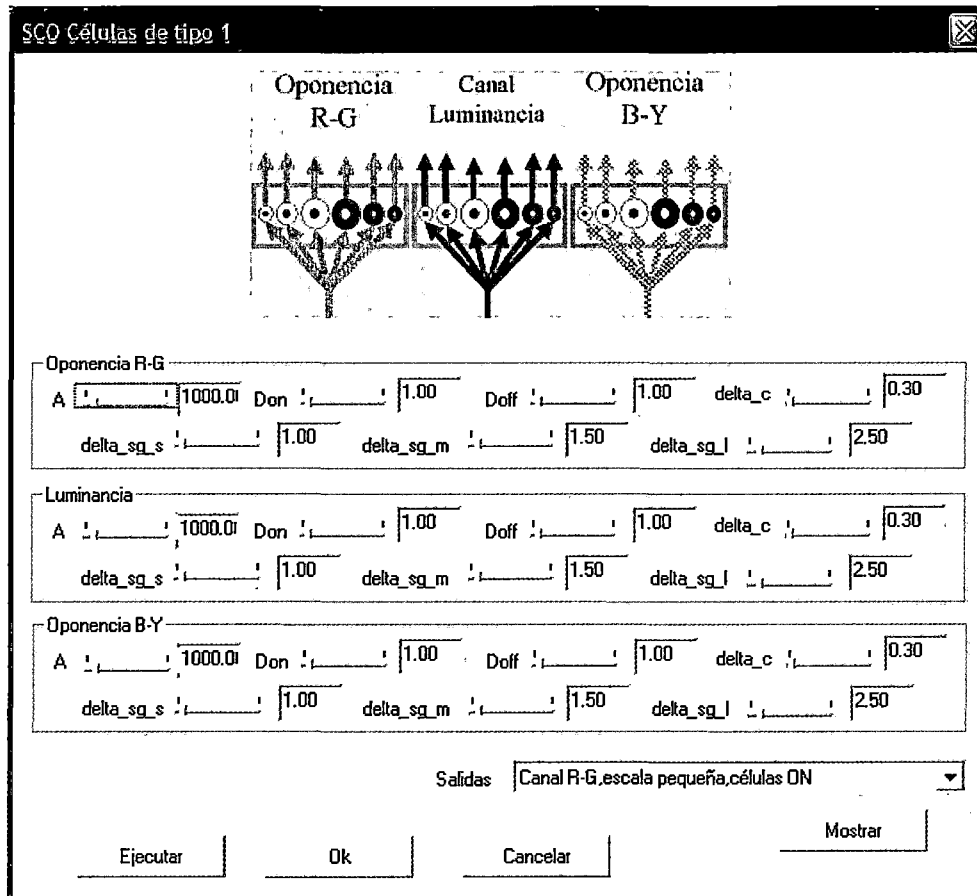 SCO Células de tipo 1
Oponencia R-G
Canal Luminancia
Oponencia B-Y
Oponencia R-G
A 1000.0 Don 1.00 Doff 1.00 delta_c 0.30
delta_sg_s 1.00 delta_sg_m 1.50 delta_sg_l 2.50
Luminancia
A 1000.0 Don 1.00 Doff 1.00 delta_c 0.30
delta_sg_s 1.00 delta_sg_m 1.50 delta_sg_l 2.50
Oponencia B-Y
A 1000.0 Don 1.00 Doff 1.00 delta_c 0.30
delta_sg_s 1.00 delta_sg_m 1.50 delta_sg_l 2.50
Salidas Canal R-G,escala pequeña,células ON
Mostrar
Ejecutar Ok Cancelar